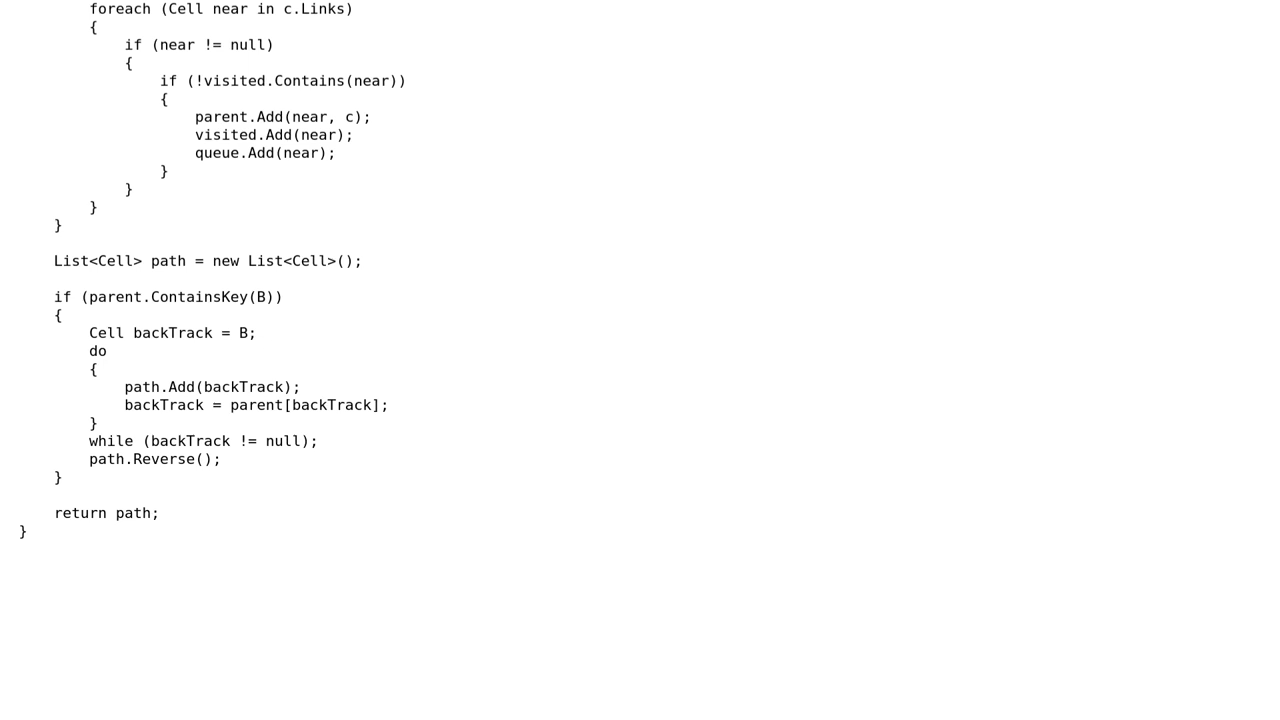 foreach (Cell near in c.Links)
{
if (near != null)
{
if (!visited.Contains(near))
{
parent.Add(near, c);
visited.Add(near);
queue.Add(near);
}
}
}
}
List<Cell> path = new List<Cell>();
if (parent.ContainsKey(B))
{
Cell backTrack = B;
do
{
path.Add(backTrack);
backTrack = parent[backTrack];
}
while (backTrack != null);
path.Reverse();
}
return path;
}